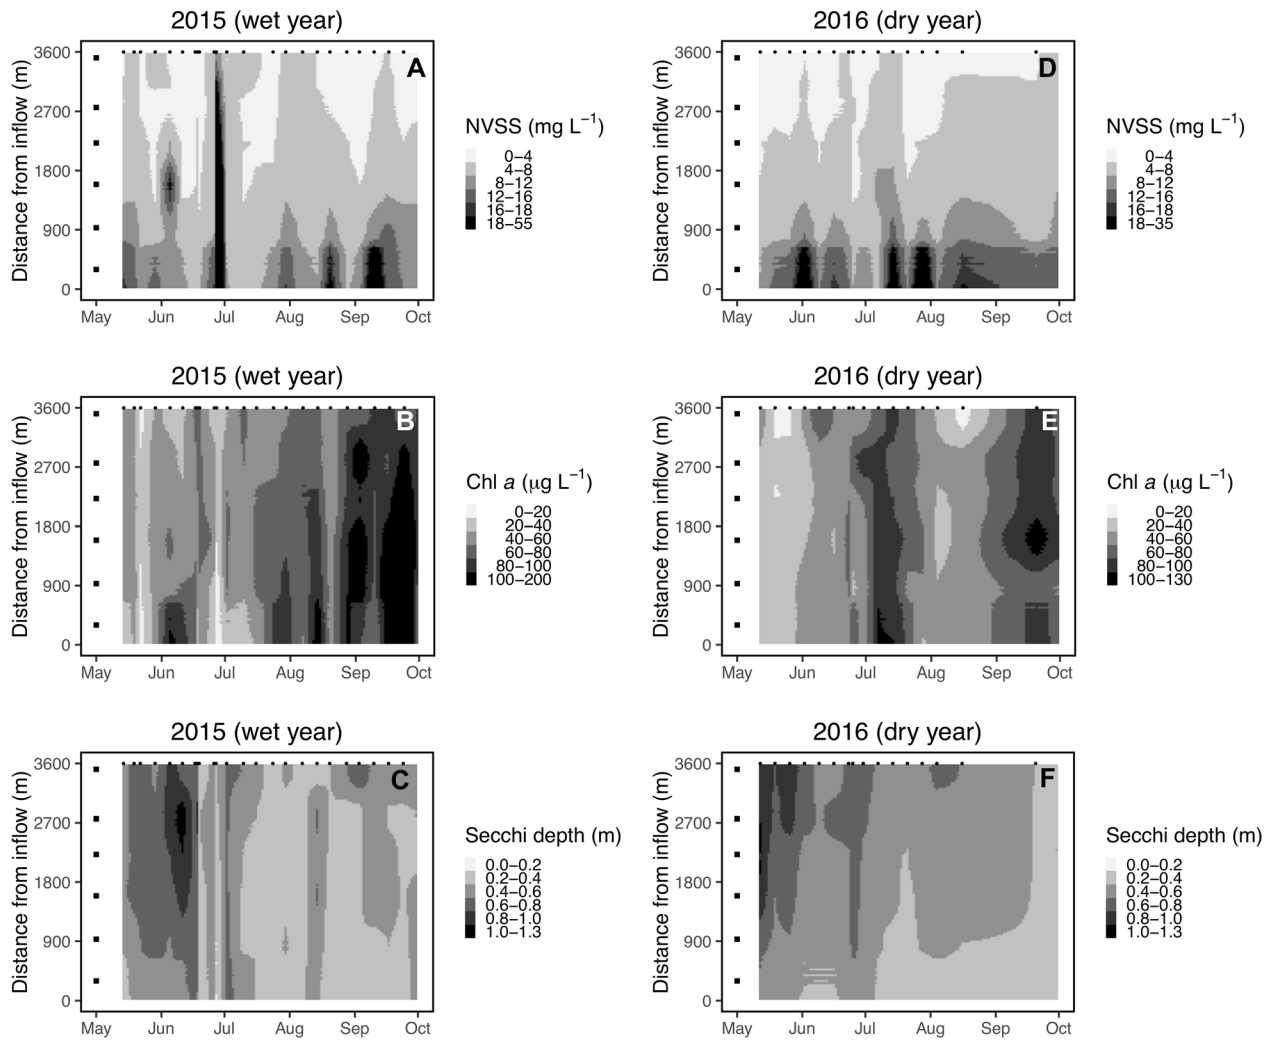 2015 (wet year)
Distance from inflow (m)
3600
2700
1800
900
0
A
May Jun Jul Aug Sep Oct
NVSS (mg L⁻¹)
0–4
4–8
8–12
12–16
16–18
18–55
2016 (dry year)
Distance from inflow (m)
3600
2700
1800
900
0
D
May Jun Jul Aug Sep Oct
NVSS (mg L⁻¹)
0–4
4–8
8–12
12–16
16–18
18–35
2015 (wet year)
Distance from inflow (m)
3600
2700
1800
900
0
B
May Jun Jul Aug Sep Oct
Chl a (μg L⁻¹)
0–20
20–40
40–60
60–80
80–100
100–200
2016 (dry year)
Distance from inflow (m)
3600
2700
1800
900
0
E
May Jun Jul Aug Sep Oct
Chl a (μg L⁻¹)
0–20
20–40
40–60
60–80
80–100
100–130
2015 (wet year)
Distance from inflow (m)
3600
2700
1800
900
0
C
May Jun Jul Aug Sep Oct
Secchi depth (m)
0.0–0.2
0.2–0.4
0.4–0.6
0.6–0.8
0.8–1.0
1.0–1.3
2016 (dry year)
Distance from inflow (m)
3600
2700
1800
900
0
F
May Jun Jul Aug Sep Oct
Secchi depth (m)
0.0–0.2
0.2–0.4
0.4–0.6
0.6–0.8
0.8–1.0
1.0–1.3